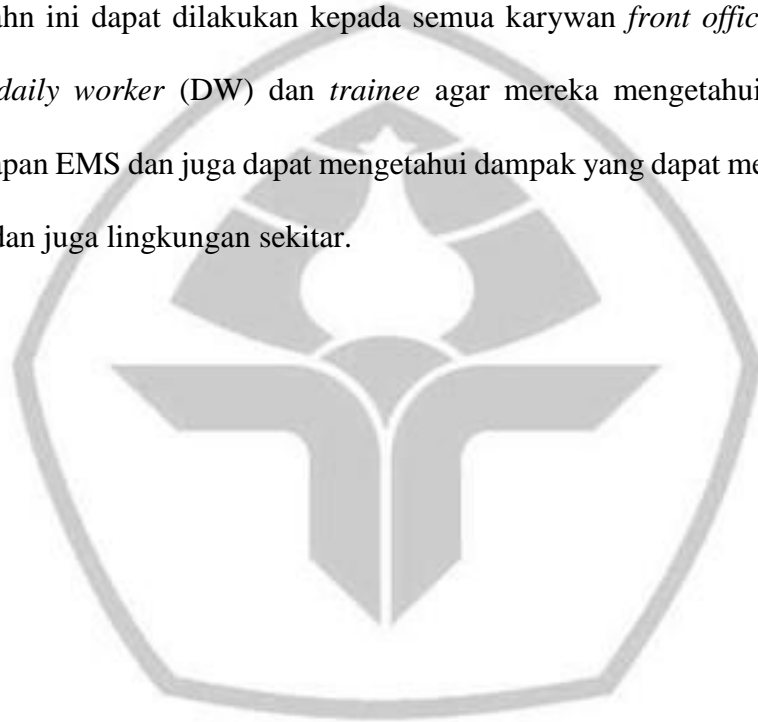 ahn ini dapat dilakukan kepada semua karywan front offic
daily worker (DW) dan trainee agar mereka mengetahui
apan EMS dan juga dapat mengetahui dampak yang dapat me
dan juga lingkungan sekitar.